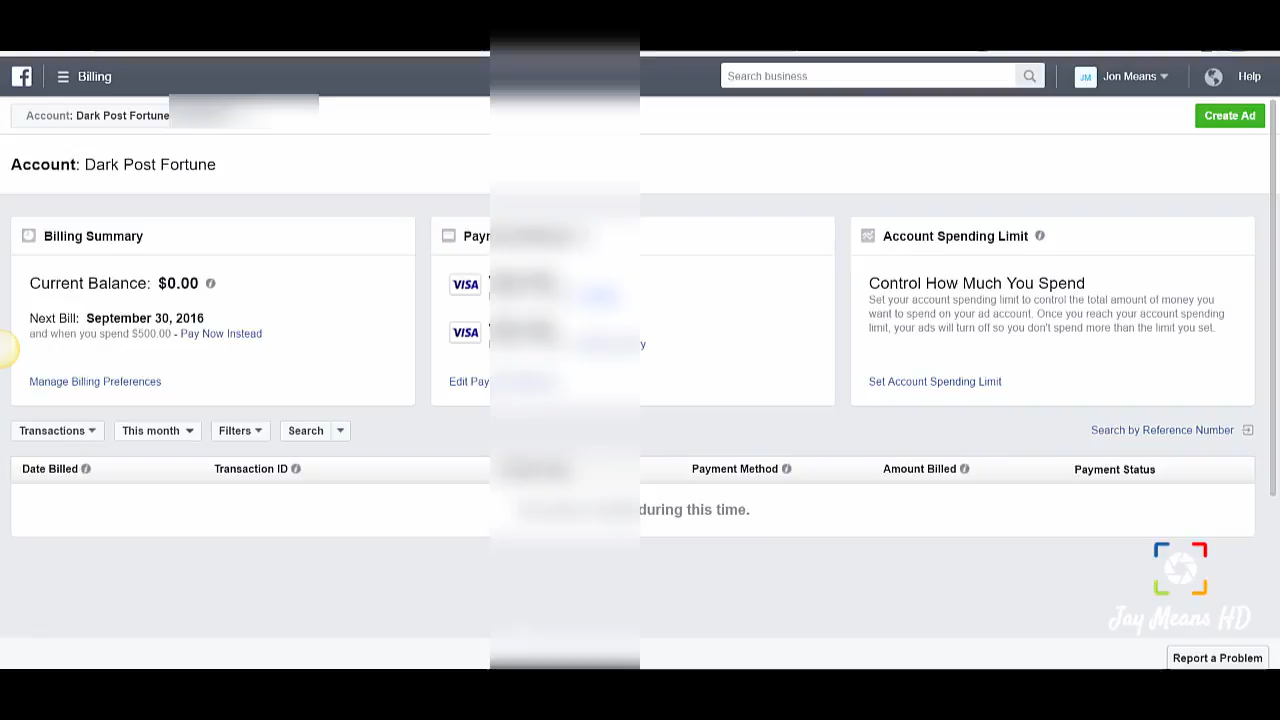 Billing
Search business
JM
Jon Means
Help
Account: Dark Post Fortune
Create Ad
Account: Dark Post Fortune
Billing Summary
Current Balance: $0.00
Next Bill: September 30, 2016
and when you spend $500.00 - Pay Now Instead
Manage Billing Preferences
VISA
VISA
Account Spending Limit
Control How Much You Spend
Set your account spending limit to control the total amount of money you
want to spend on your ad account. Once you reach your account spending
limit, your ads will turn off so you don't spend more than the limit you set.
Set Account Spending Limit
Edit
Transactions
This month
Filters
Search
Search by Reference Number
Date Billed
Transaction ID
Payment Method
Amount Billed
Payment Status
during this time.
Jay Means HD
Report a Problem